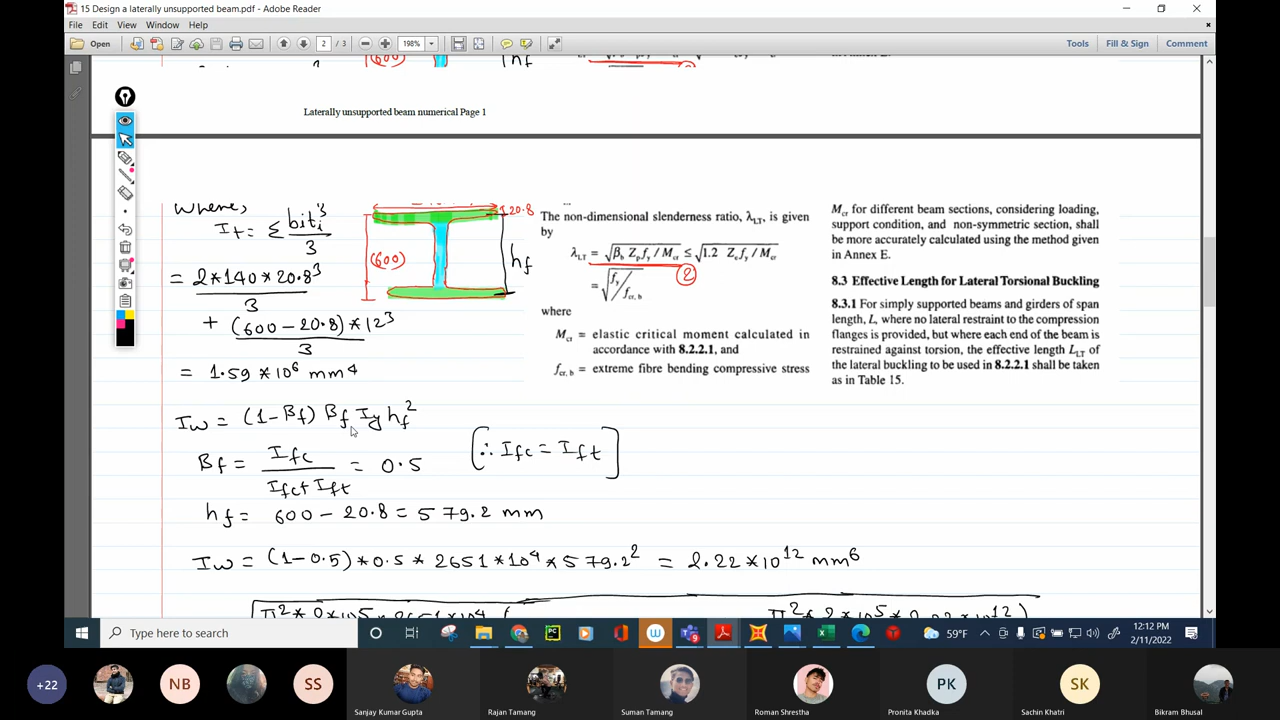 15 Design a laterally unsupported beam.pdf - Adobe Reader
File Edit View Window Help
Open 2 / 3 198% Tools Fill & Sign Comment
(600) hf
Laterally unsupported beam numerical Page 1
where,
It = Σ biti³ / 3
= 2*140*20.8³ / 3
+ (600-20.8)*12³ / 3
= 1.59*10⁶ mm⁴
20.8
(600)
hf
The non-dimensional slenderness ratio, λLT, is given
by
λLT = √βb Zp fy / Mcr ≤ √1.2 Ze fy / Mcr
②
= √fy / fcr, b
where
Mcr = elastic critical moment calculated in
accordance with 8.2.2.1, and
fcr, b = extreme fibre bending compressive stress
Mcr for different beam sections, considering loading,
support condition, and non-symmetric section, shall
be more accurately calculated using the method given
in Annex E.
8.3 Effective Length for Lateral Torsional Buckling
8.3.1 For simply supported beams and girders of span
length, L, where no lateral restraint to the compression
flanges is provided, but where each end of the beam is
restrained against torsion, the effective length LLT of
the lateral buckling to be used in 8.2.2.1 shall be taken
as in Table 15.
Iw = (1-Bf) Bf Iy hf²
Bf = Ifc / Ifc+Ift = 0.5 [∴ Ifc = Ift]
hf = 600 - 20.8 = 579.2 mm
Iw = (1-0.5)*0.5*2651*10⁴*579.2² = 2.22*10¹² mm⁶
Type here to search
59°F
12:12 PM
2/11/2022
+22 NB SS PK SK
Sanjay Kumar Gupta Rajan Tamang Suman Tamang Roman Shrestha Pronita Khadka Sachin Khatri Bikram Bhusal